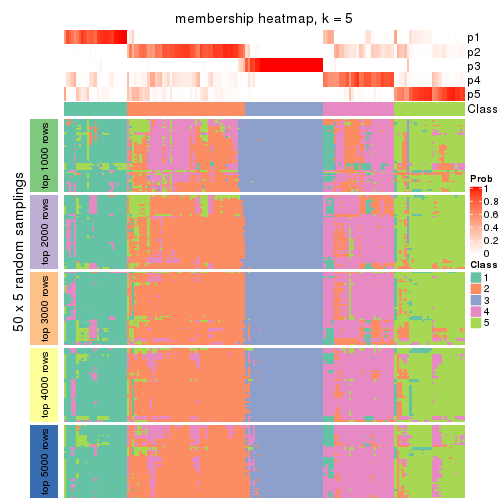 membership heatmap, k = 5
p1
p2
p3
p4
p5
Class
50 x 5 random samplings
top 1000 rows
top 2000 rows
top 3000 rows
top 4000 rows
top 5000 rows
Prob
1
0.8
0.6
0.4
0.2
0
Class
1
2
3
4
5